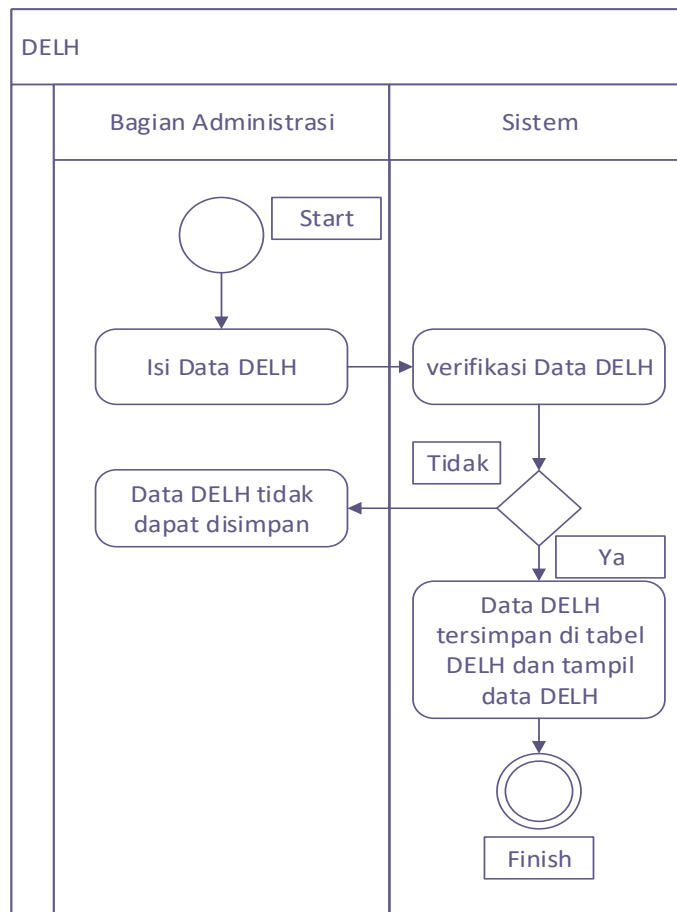 DELH
Bagian Administrasi
Sistem
Start
Isi Data DELH
verifikasi Data DELH
Tidak
Data DELH tidak
dapat disimpan
Ya
Data DELH
tersimpan di tabel
DELH dan tampil
data DELH
Finish